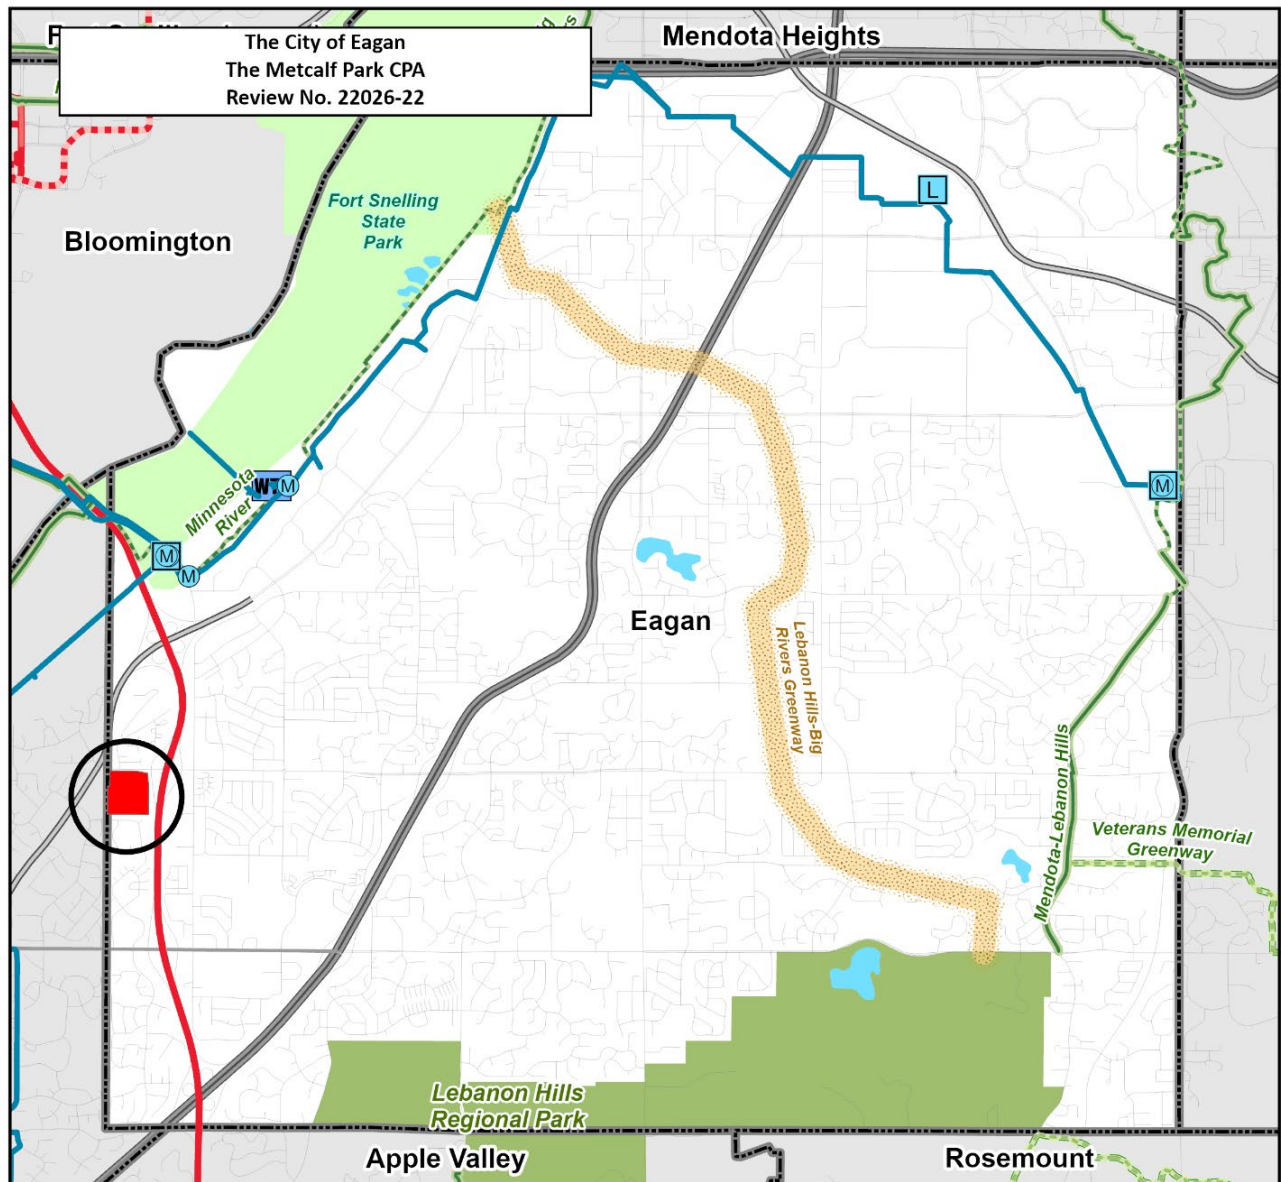 The City of Eagan
The Metcalf Park CPA
Review No. 22026-22
Mendota Heights
Fort Snelling
State
Park
Bloomington
L
Minnesota
River
M
M
M
M
Eagan
Lebanon Hills-Big
Rivers Greenway
Mendota-Lebanon Hills
Veterans Memorial
Greenway
Lebanon Hills
Regional Park
Apple Valley
Rosemount